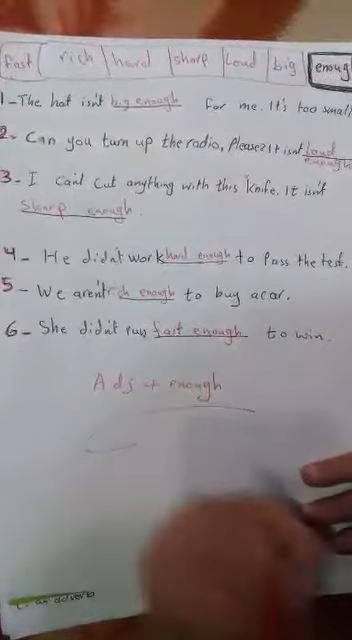 fast rich hard sharp Loud big enough
1-The hat isn't big enough for me. It's too small
2. Can you turn up the radio, Please? It isn't Loud
enough
3- I can't cut anything with this knife. It isn't
Sharp enough.
4- He didn't work hard enough to pass the test.
5- We aren't rich enough to buy a car.
6- She didn't run fast enough to win.
Adj + enough
adverb